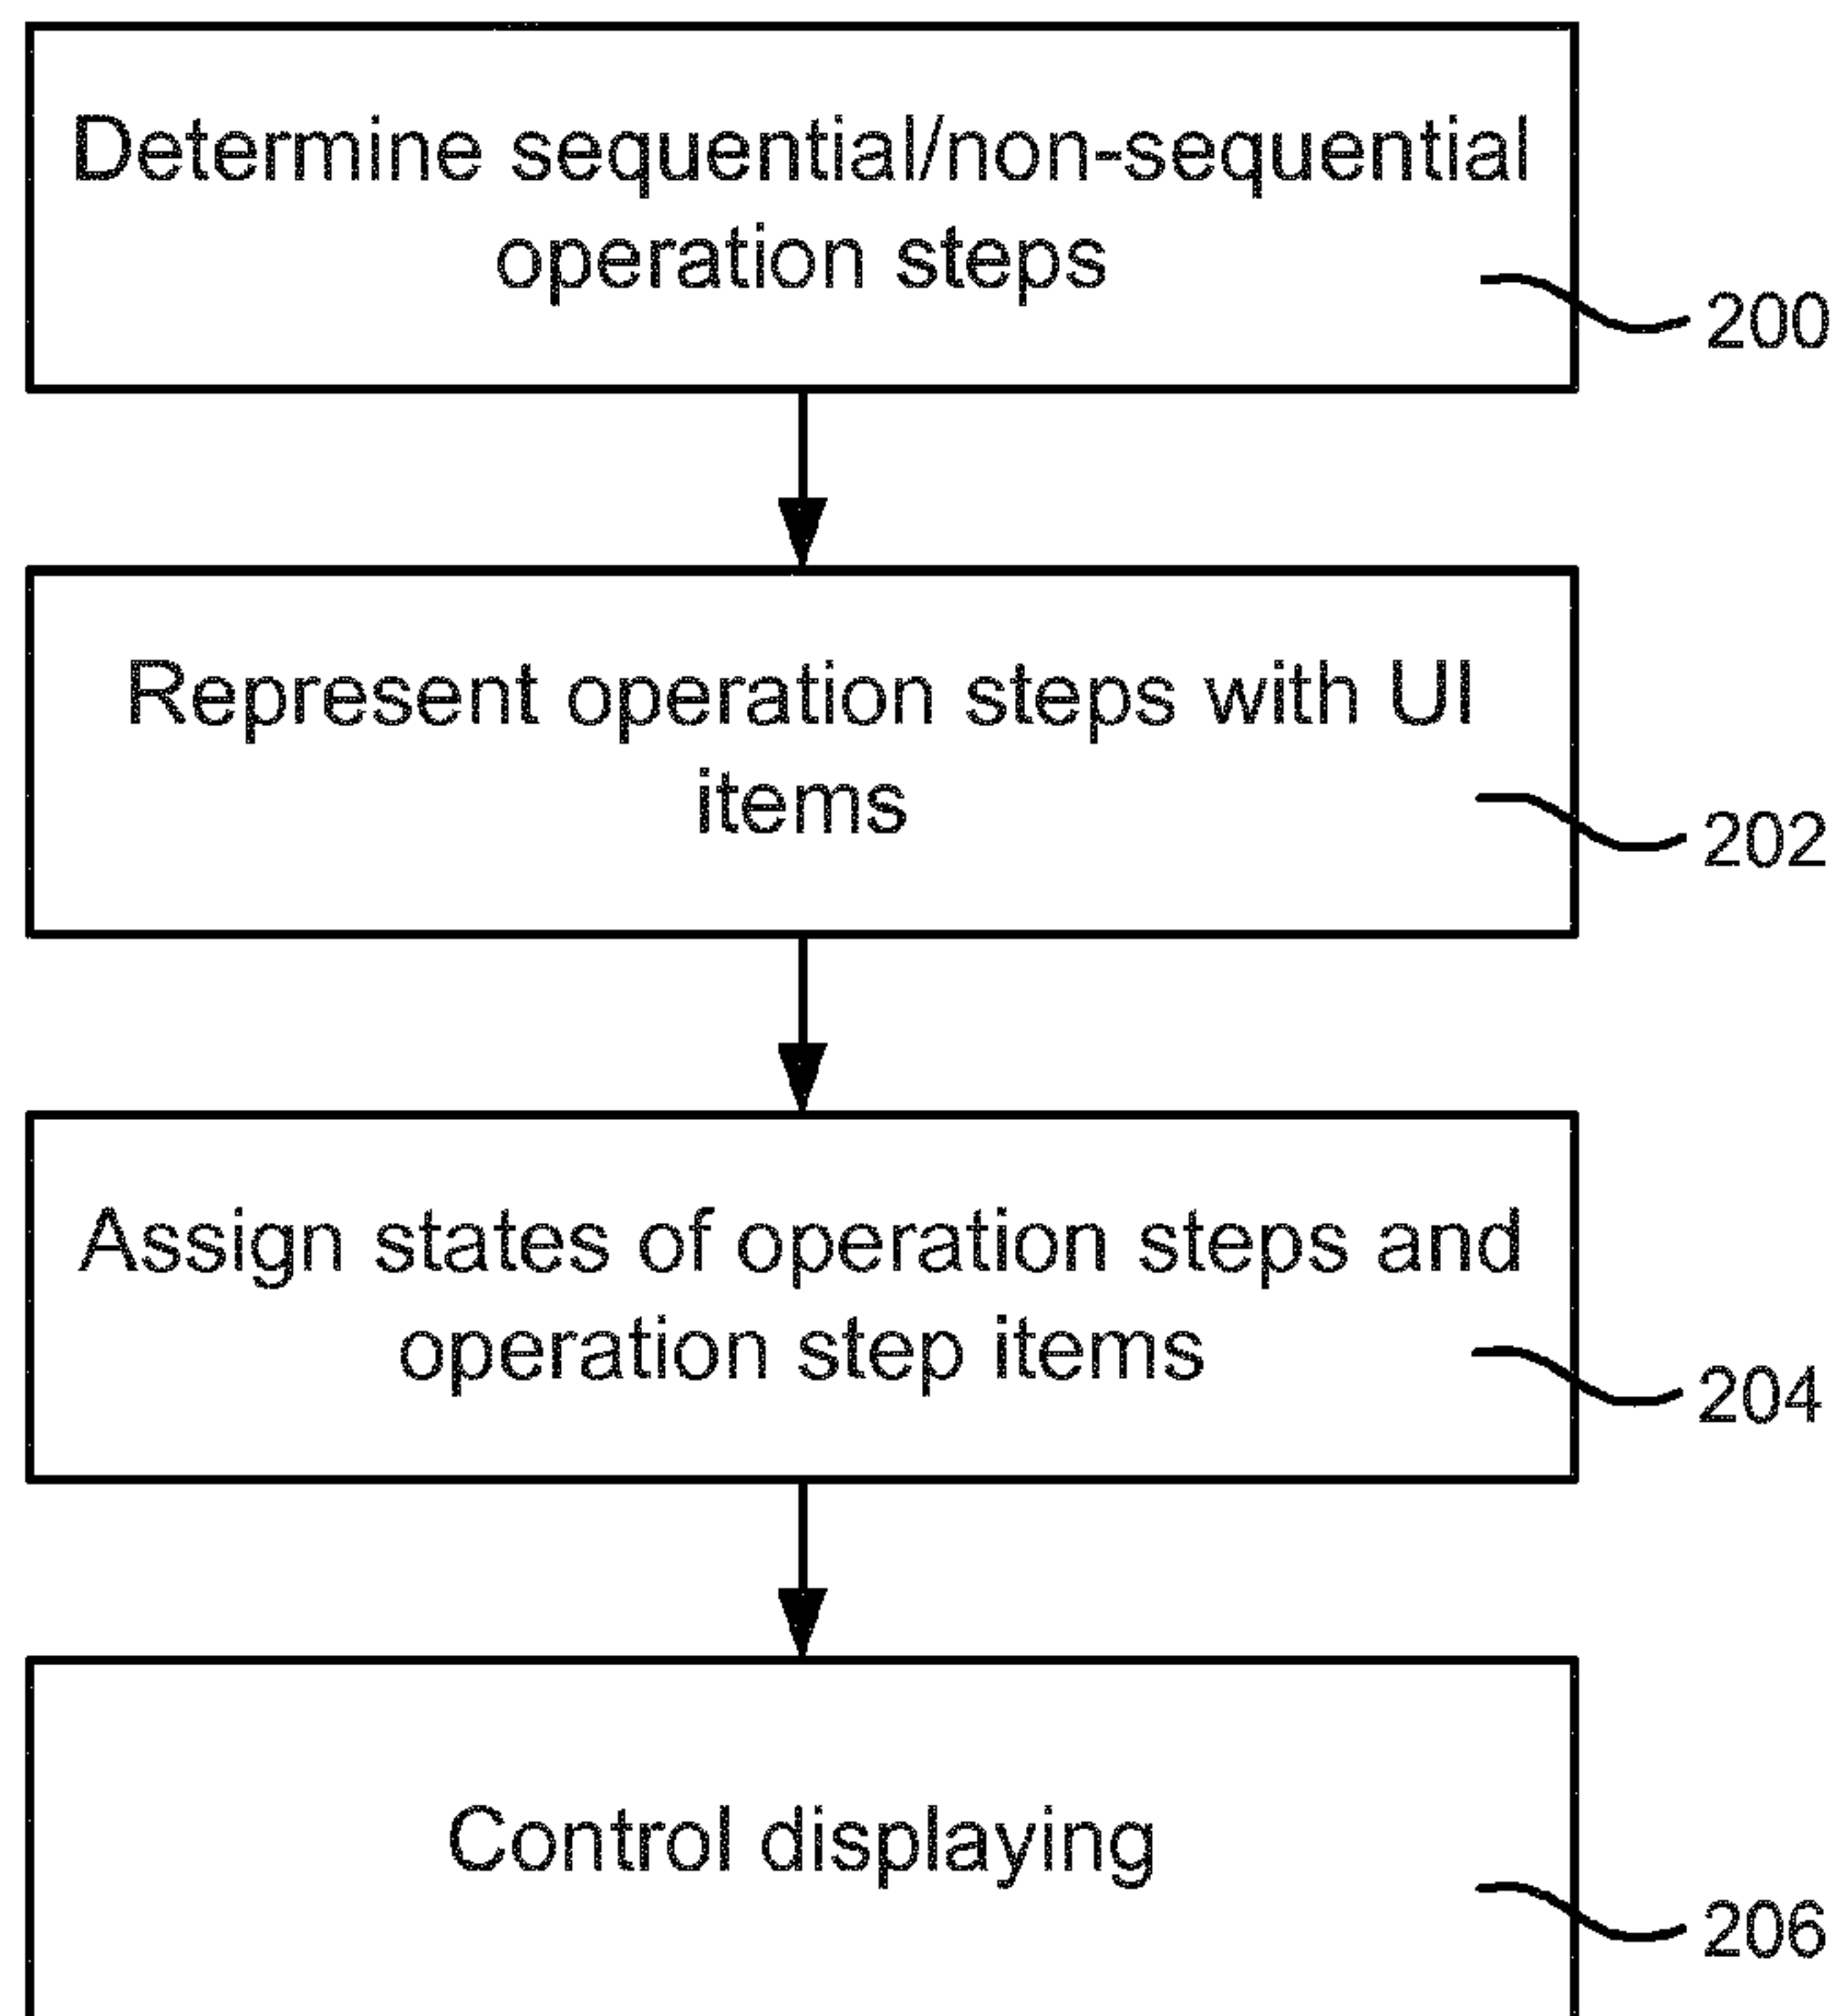 Determine sequential/non-sequential
operation steps
200
Represent operation steps with UI
items
202
Assign states of operation steps and
operation step items
204
Control displaying
206